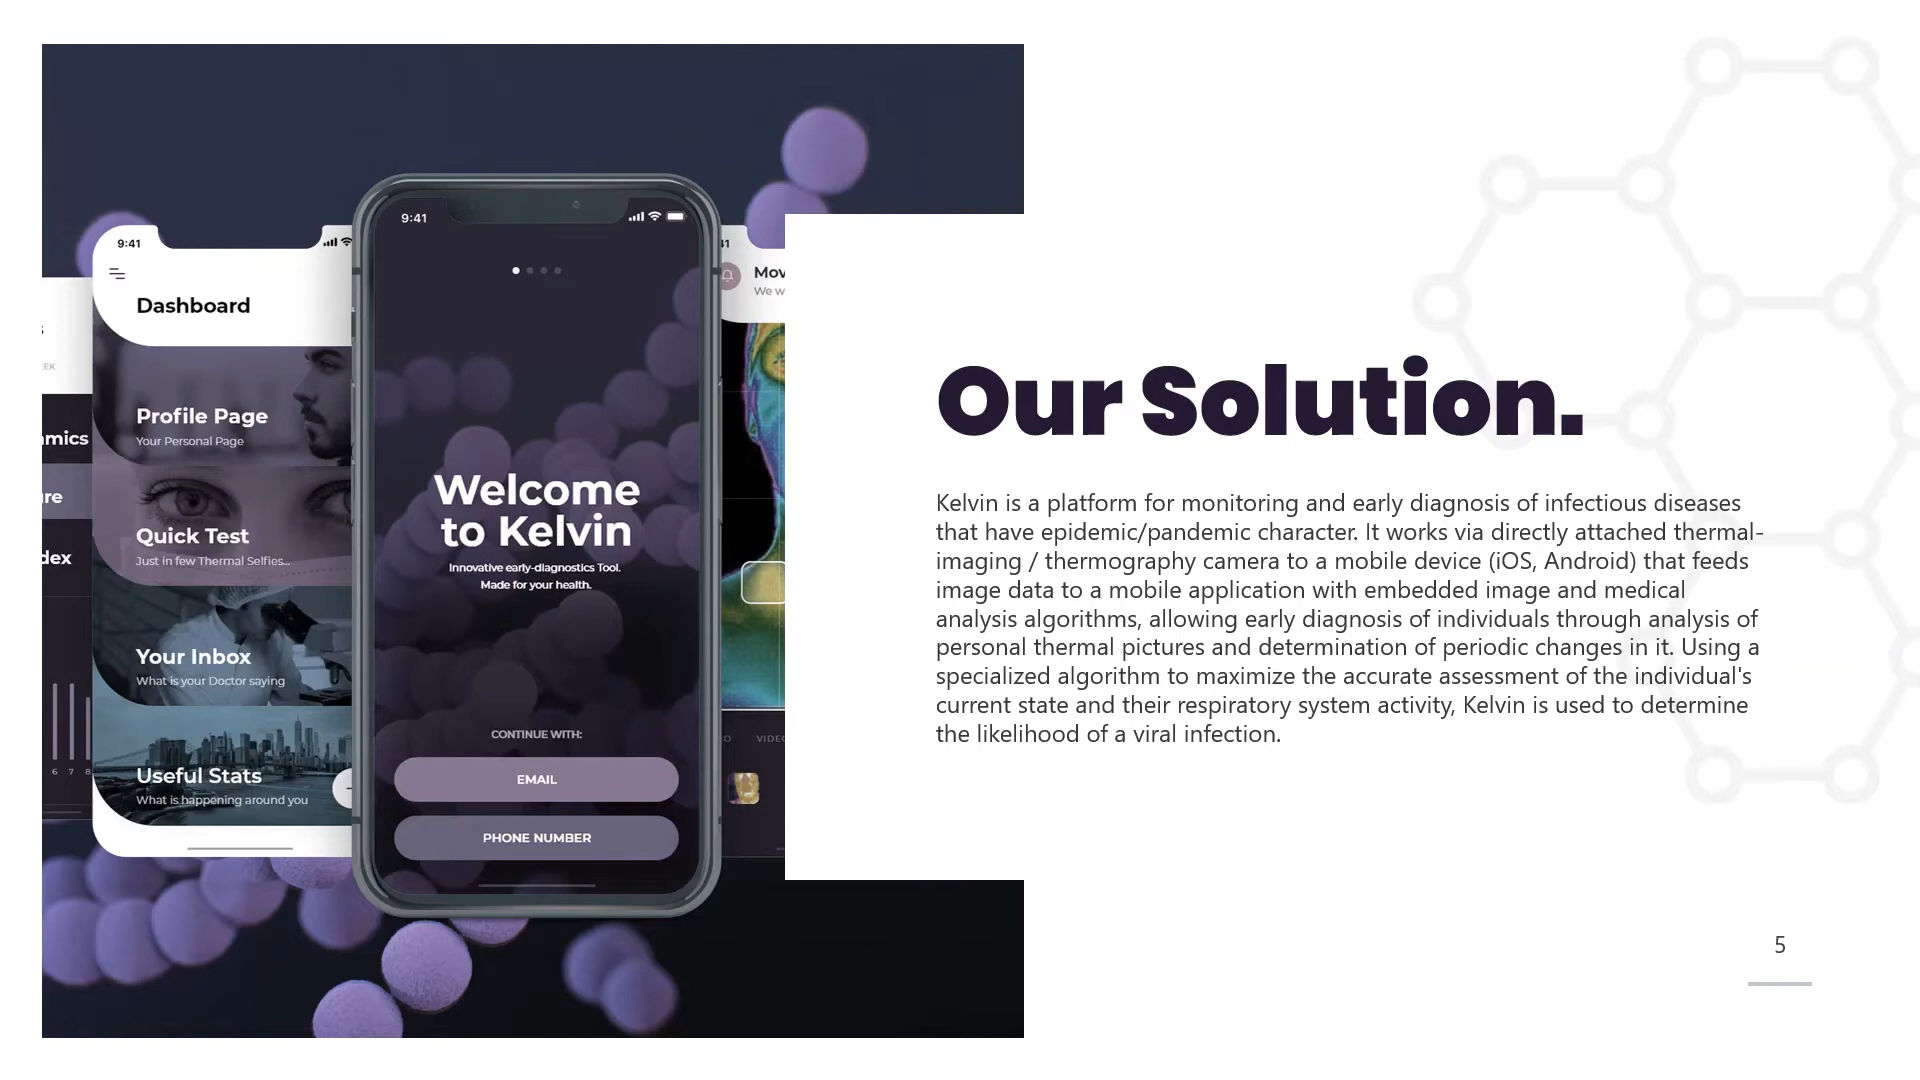 9:41
Dashboard
Profile Page
Your Personal Page
Quick Test
Just in few Thermal Selfies...
Your Inbox
What is your Doctor saying
Useful Stats
What is happening around you
6 7 8
9:41
Welcome
to Kelvin
Innovative early-diagnostics Tool.
Made for your health.
CONTINUE WITH:
EMAIL
PHONE NUMBER
Our Solution.
Kelvin is a platform for monitoring and early diagnosis of infectious diseases
that have epidemic/pandemic character. It works via directly attached thermal-
imaging / thermography camera to a mobile device (iOS, Android) that feeds
image data to a mobile application with embedded image and medical
analysis algorithms, allowing early diagnosis of individuals through analysis of
personal thermal pictures and determination of periodic changes in it. Using a
specialized algorithm to maximize the accurate assessment of the individual's
current state and their respiratory system activity, Kelvin is used to determine
the likelihood of a viral infection.
5